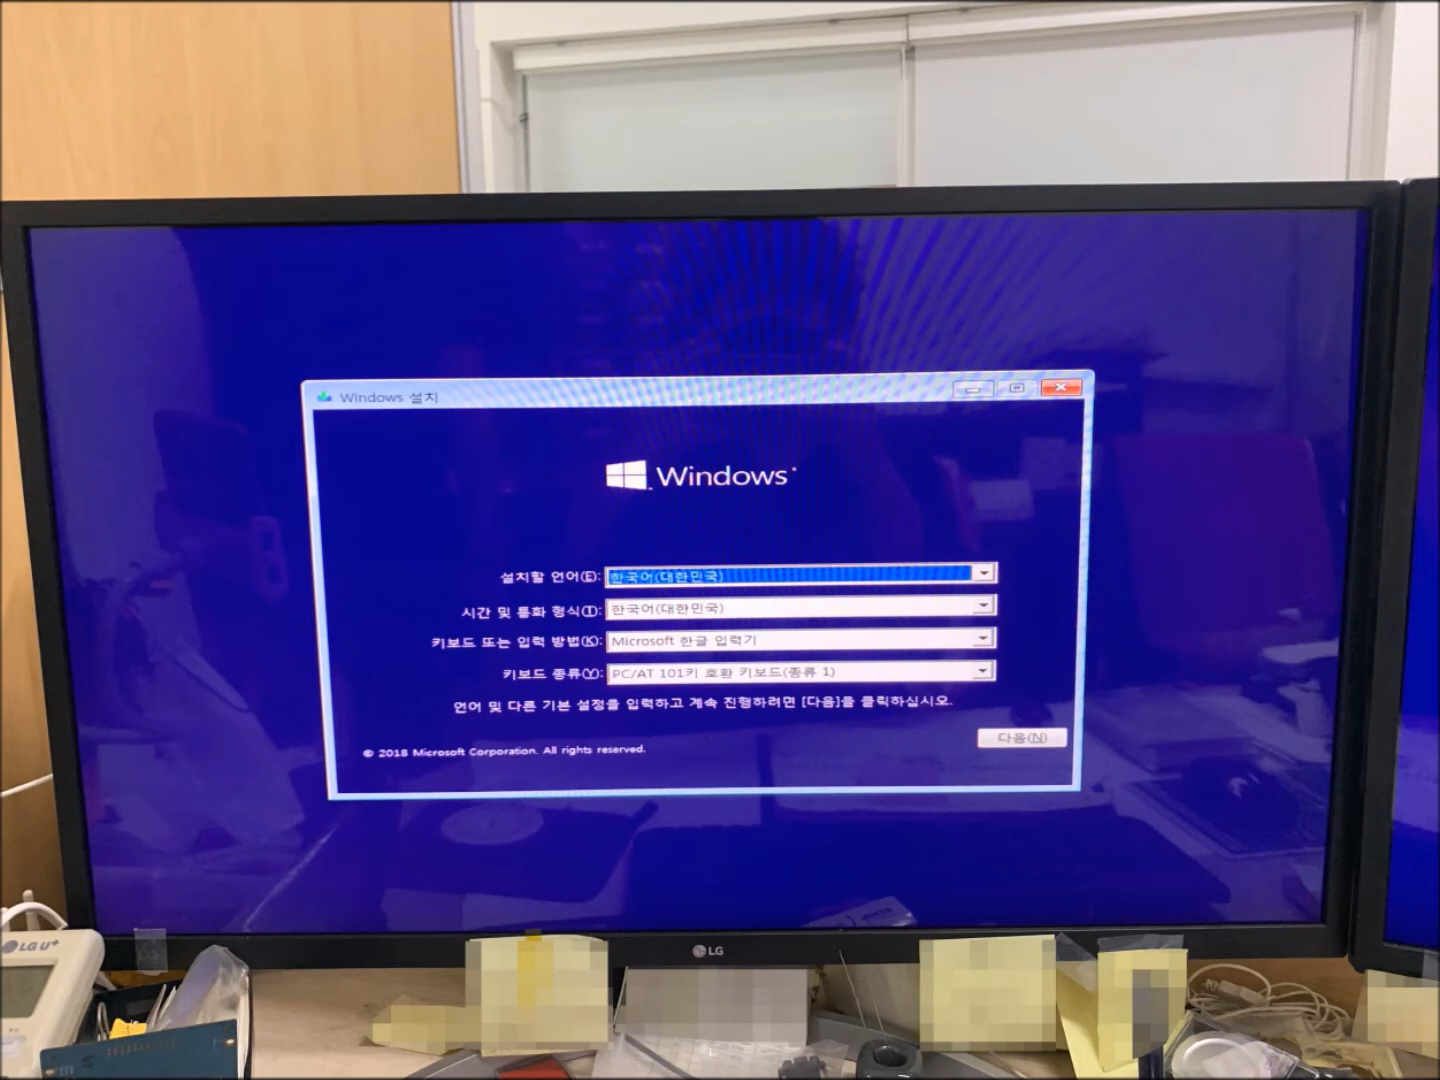 Windows 설치
Windows
설치할 언어(E): 한국어(대한민국)
시간 및 통화 형식(T): 한국어(대한민국)
키보드 또는 입력 방법(K): Microsoft 한글 입력기
키보드 종류(Y): PC/AT 101키 호환 키보드(종류 1)
언어 및 다른 기본 설정을 입력하고 계속 진행하려면 [다음]을 클릭하십시오.
다음(N)
© 2018 Microsoft Corporation. All rights reserved.
LG U+
LG